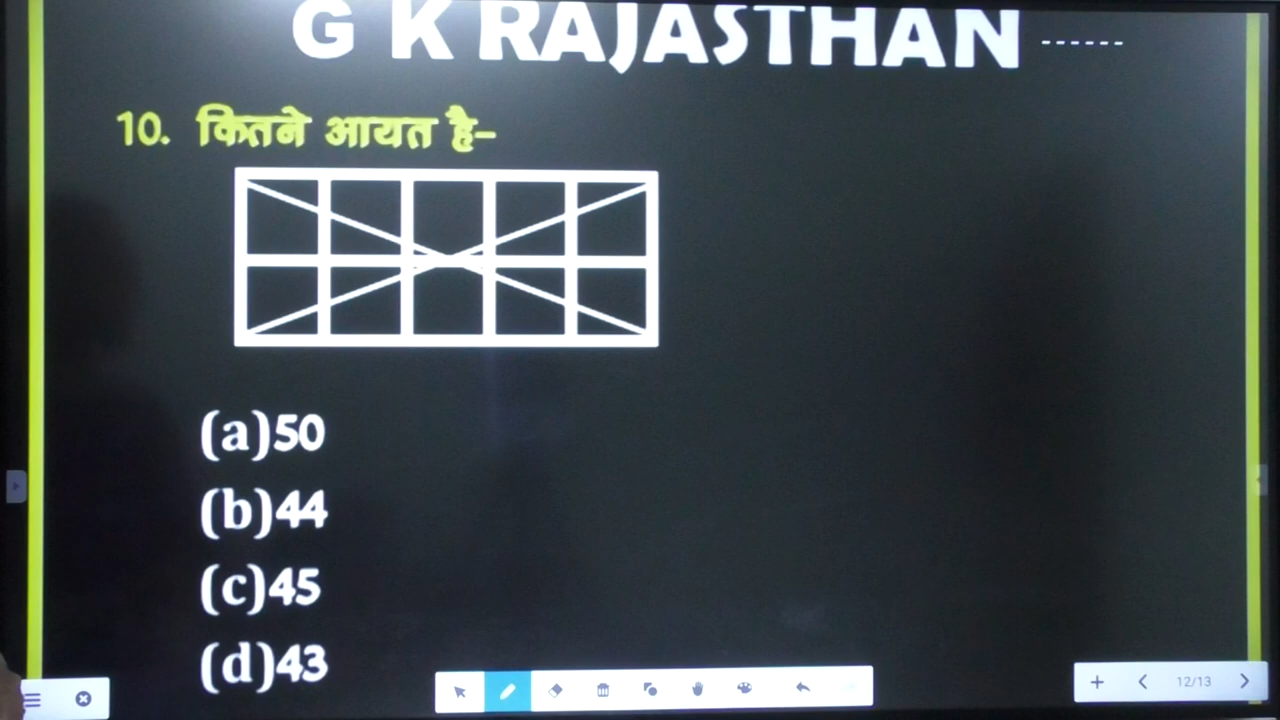 G K RAJASTHAN ------
10. कितने आयत है-
(a)50
(b)44
(c)45
(d)43
12/13